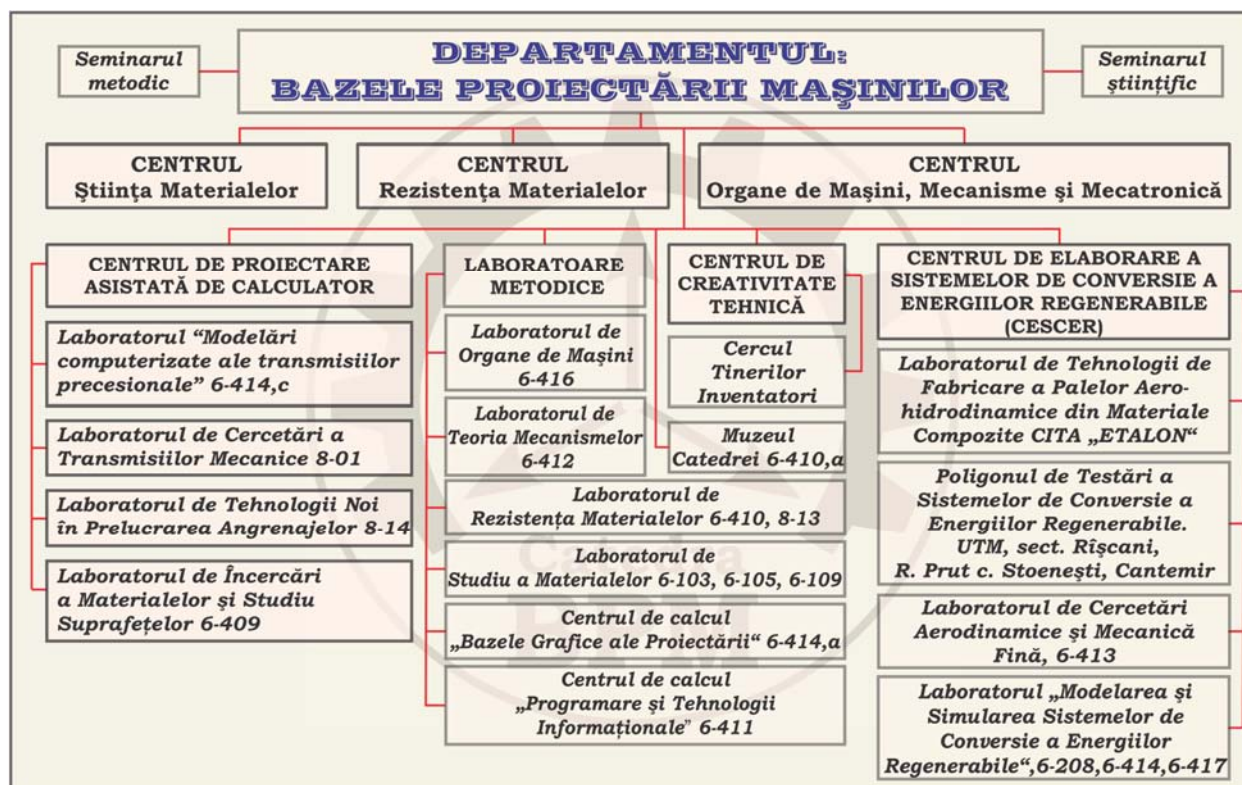 Seminarul
metodic
DEPARTAMENTUL:
BAZELE PROIECTĂRII MAŞINILOR
Seminarul
ştiinţific
CENTRUL
Ştiinţa Materialelor
CENTRUL
Rezistenţa Materialelor
CENTRUL
Organe de Maşini, Mecanisme şi Mecatronică
CENTRUL DE PROIECTARE
ASISTATĂ DE CALCULATOR
Laboratorul “Modelări
computerizate ale transmisiilor
precesionale” 6-414,c
Laboratorul de Cercetări a
Transmisiilor Mecanice 8-01
Laboratorul de Tehnologii Noi
în Prelucrarea Angrenajelor 8-14
Laboratorul de Încercări
a Materialelor şi Studiu
Suprafeţelor 6-409
LABORATOARE
METODICE
Laboratorul de
Organe de Maşini
6-416
Laboratorul de
Teoria Mecanismelor
6-412
Laboratorul de
Rezistenţa Materialelor 6-410, 8-13
Laboratorul de
Studiu a Materialelor 6-103, 6-105, 6-109
Centrul de calcul
„Bazele Grafice ale Proiectării“ 6-414,a
Centrul de calcul
„Programare şi Tehnologii
Informaţionale” 6-411
CENTRUL DE
CREATIVITATE
TEHNICĂ
Cercul
Tinerilor
Inventatori
Muzeul
Catedrei 6-410,a
CENTRUL DE ELABORARE A
SISTEMELOR DE CONVERSIE A
ENERGIILOR REGENERABILE
(CESCER)
Laboratorul de Tehnologii de
Fabricare a Palelor Aero-
hidrodinamice din Materiale
Compozite CITA „ETALON“
Poligonul de Testări a
Sistemelor de Conversie a
Energiilor Regenerabile.
UTM, sect. Rîşcani,
R. Prut c. Stoeneşti, Cantemir
Laboratorul de Cercetări
Aerodinamice şi Mecanică
Fină, 6-413
Laboratorul „Modelarea şi
Simularea Sistemelor de
Conversie a Energiilor
Regenerabile“,6-208,6-414,6-417
Catedra
BPM